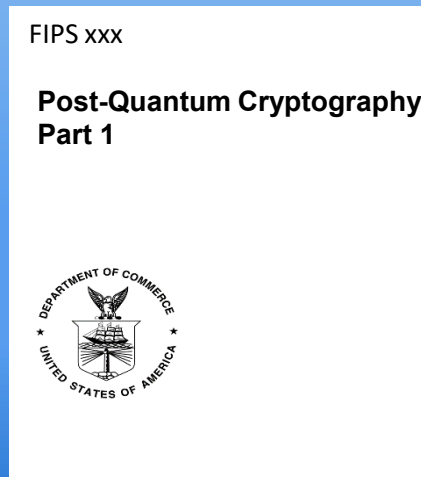 FIPS xxx
Post-Quantum Cryptography
Part 1
DEPARTMENT OF COMMERCE
★ UNITED STATES OF AMERICA ★